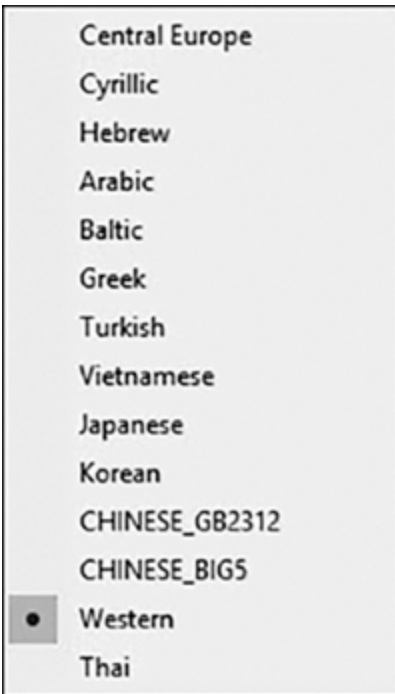 Central Europe
Cyrillic
Hebrew
Arabic
Baltic
Greek
Turkish
Vietnamese
Japanese
Korean
CHINESE_GB2312
CHINESE_BIG5
Western
Thai